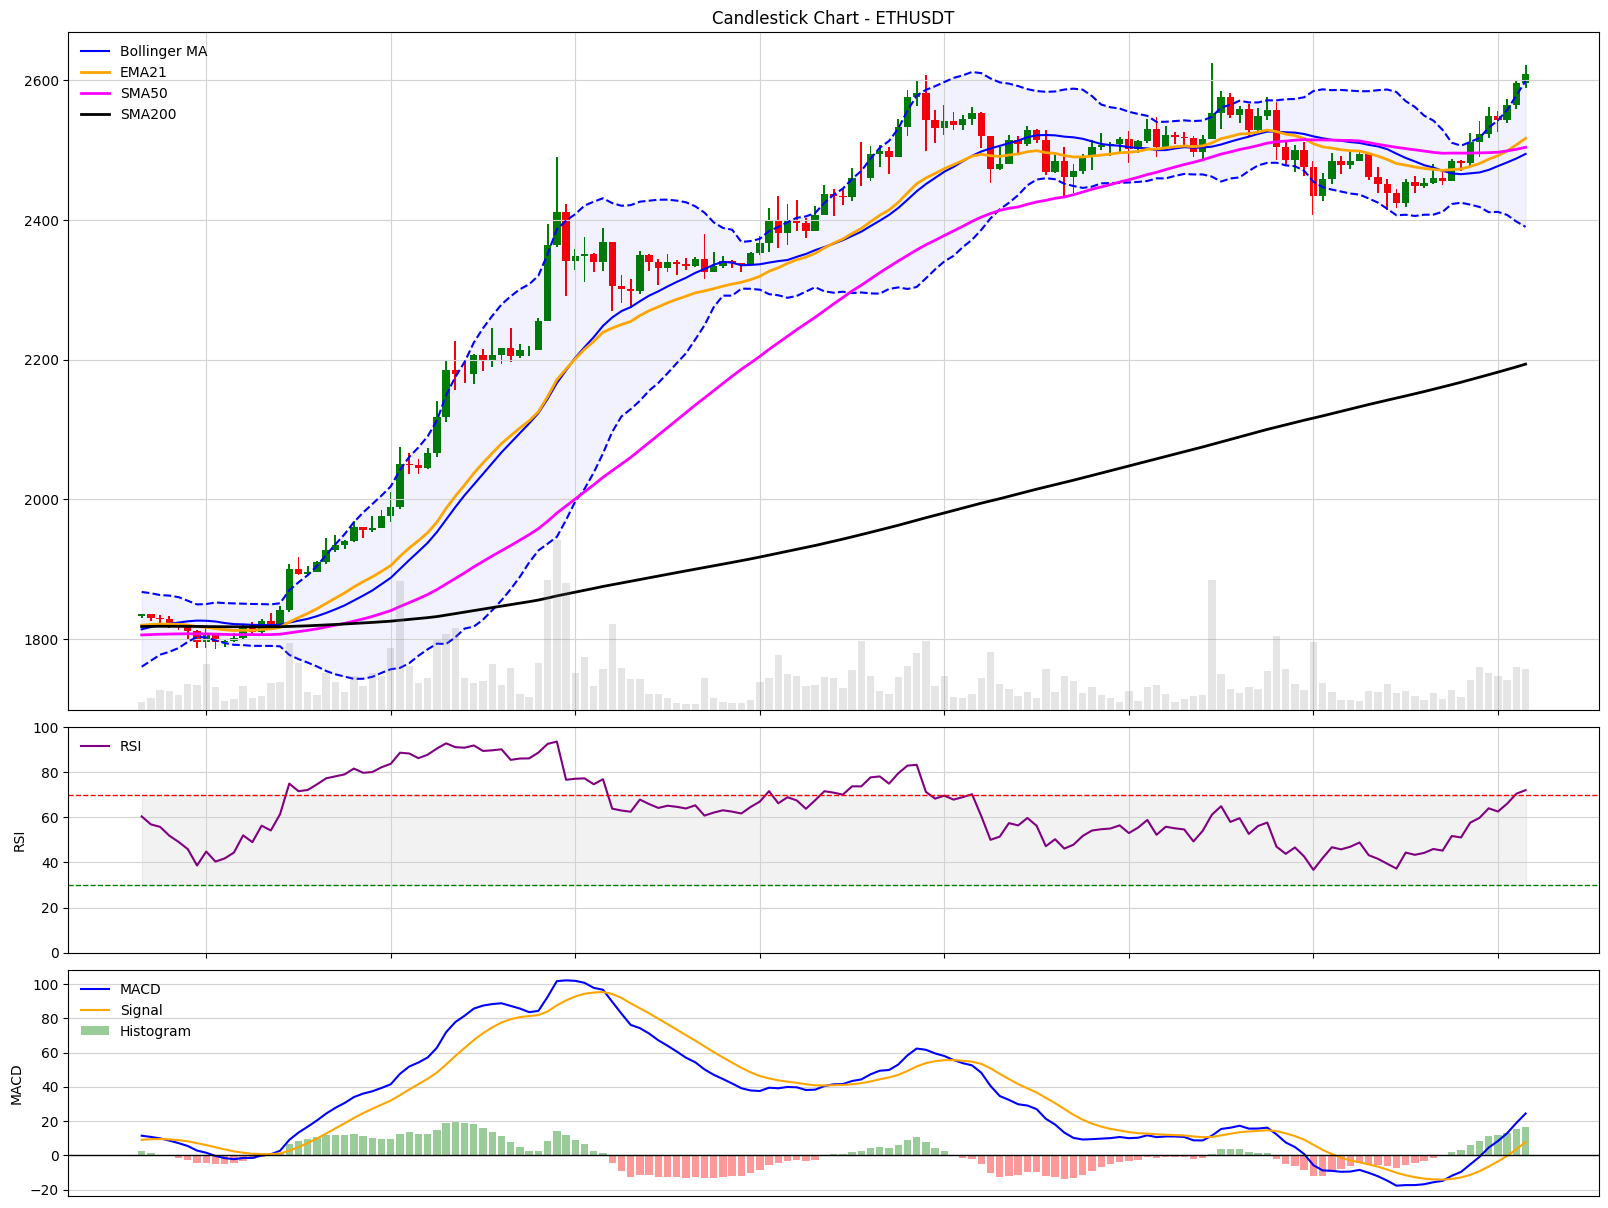 Candlestick Chart - ETHUSDT
Bollinger MA
EMA21
SMA50
SMA200
2600
2400
2200
2000
1800
100
80
60
40
20
0
RSI
RSI
100
80
60
40
20
0
−20
MACD
MACD
Signal
Histogram